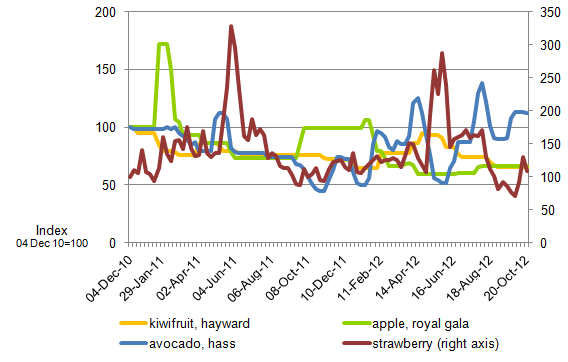 200
150
100
50
0
350
300
250
200
150
100
50
0
Index
04 Dec 10=100
04-Dec-10
29-Jan-11
02-Apr-11
04-Jun-11
06-Aug-11
08-Oct-11
10-Dec-11
11-Feb-12
14-Apr-12
16-Jun-12
18-Aug-12
20-Oct-12
kiwifruit, hayward
apple, royal gala
avocado, hass
strawberry (right axis)